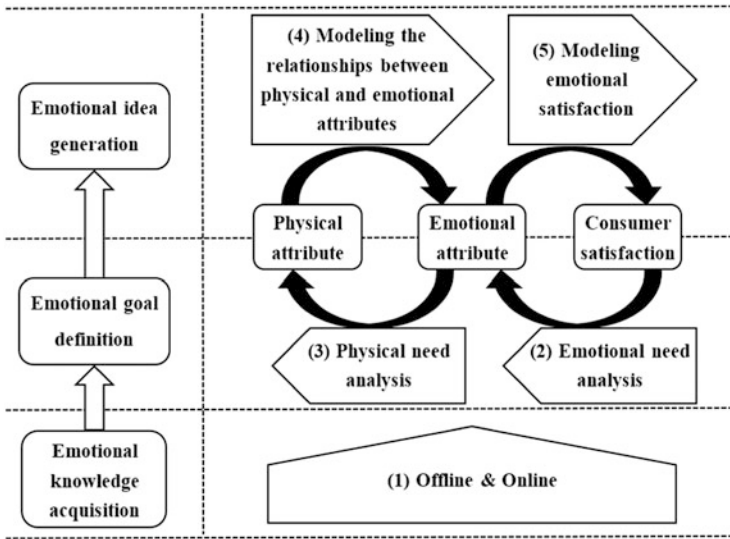 (4) Modeling the
relationships between
physical and emotional
attributes
(5) Modeling
emotional
satisfaction
Emotional idea
generation
Physical
attribute
Emotional
attribute
Consumer
satisfaction
Emotional goal
definition
(3) Physical need
analysis
(2) Emotional need
analysis
Emotional
knowledge
acquisition
(1) Offline & Online